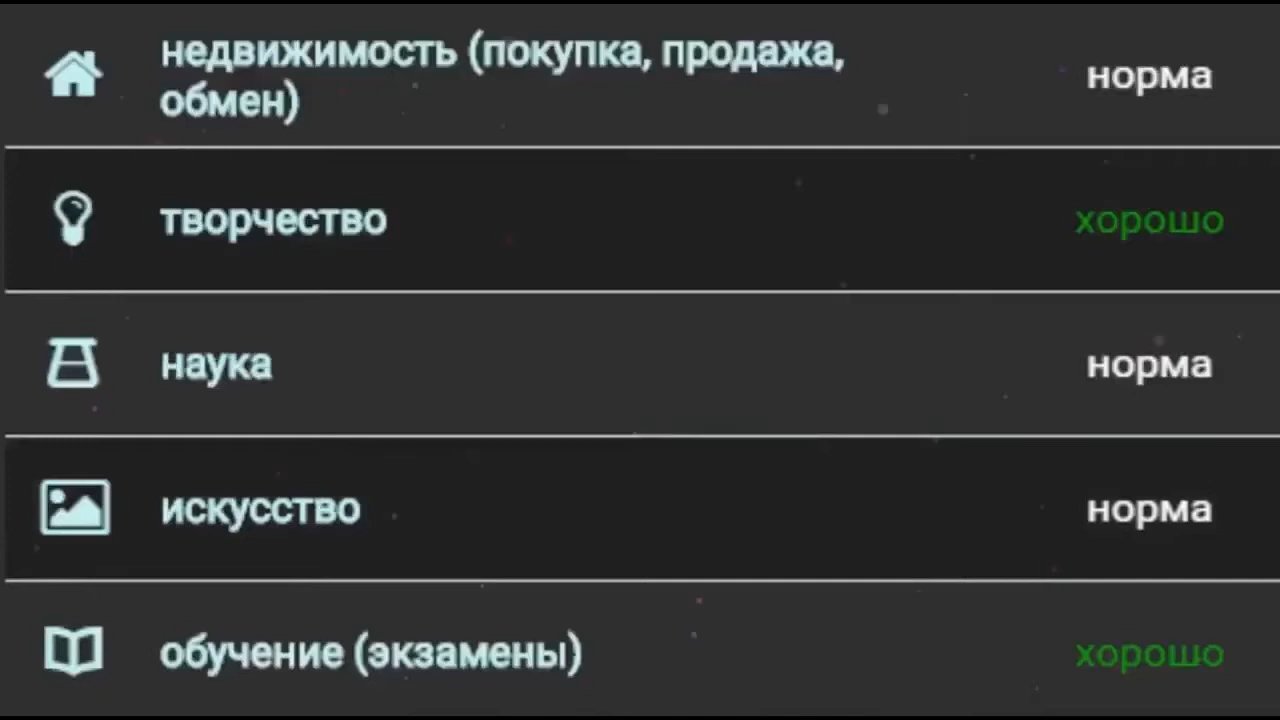 недвижимость (покупка, продажа,
обмен)
норма
творчество
хорошо
наука
норма
искусство
норма
обучение (экзамены)
хорошо